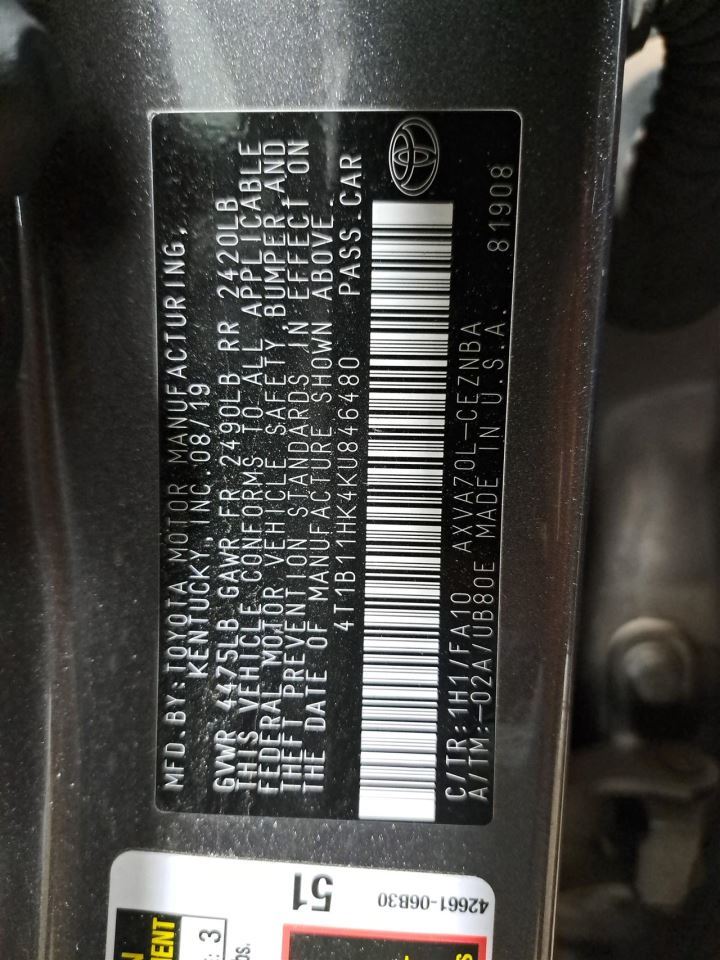 MFD.BY:TOYOTA MOTOR MANUFACTURING,
KENTUCKY, INC.08/19
GVWR 4475LB GAWR FR 2490LB RR 2420LB
THIS VEHICLE CONFORMS TO ALL APPLICABLE
FEDERAL MOTOR VEHICLE SAFETY,BUMPER AND
THEFT PREVENTION STANDARDS IN EFFECT ON
THE DATE OF MANUFACTURE SHOWN ABOVE.
4T1B11HK4KU846480 PASS.CAR
C/TR:1H1/FA10 AXVA70L-CEZNBA 81908
A/TM:-02A/UB80E MADE IN U.S.A.
51
42661-06B30
3